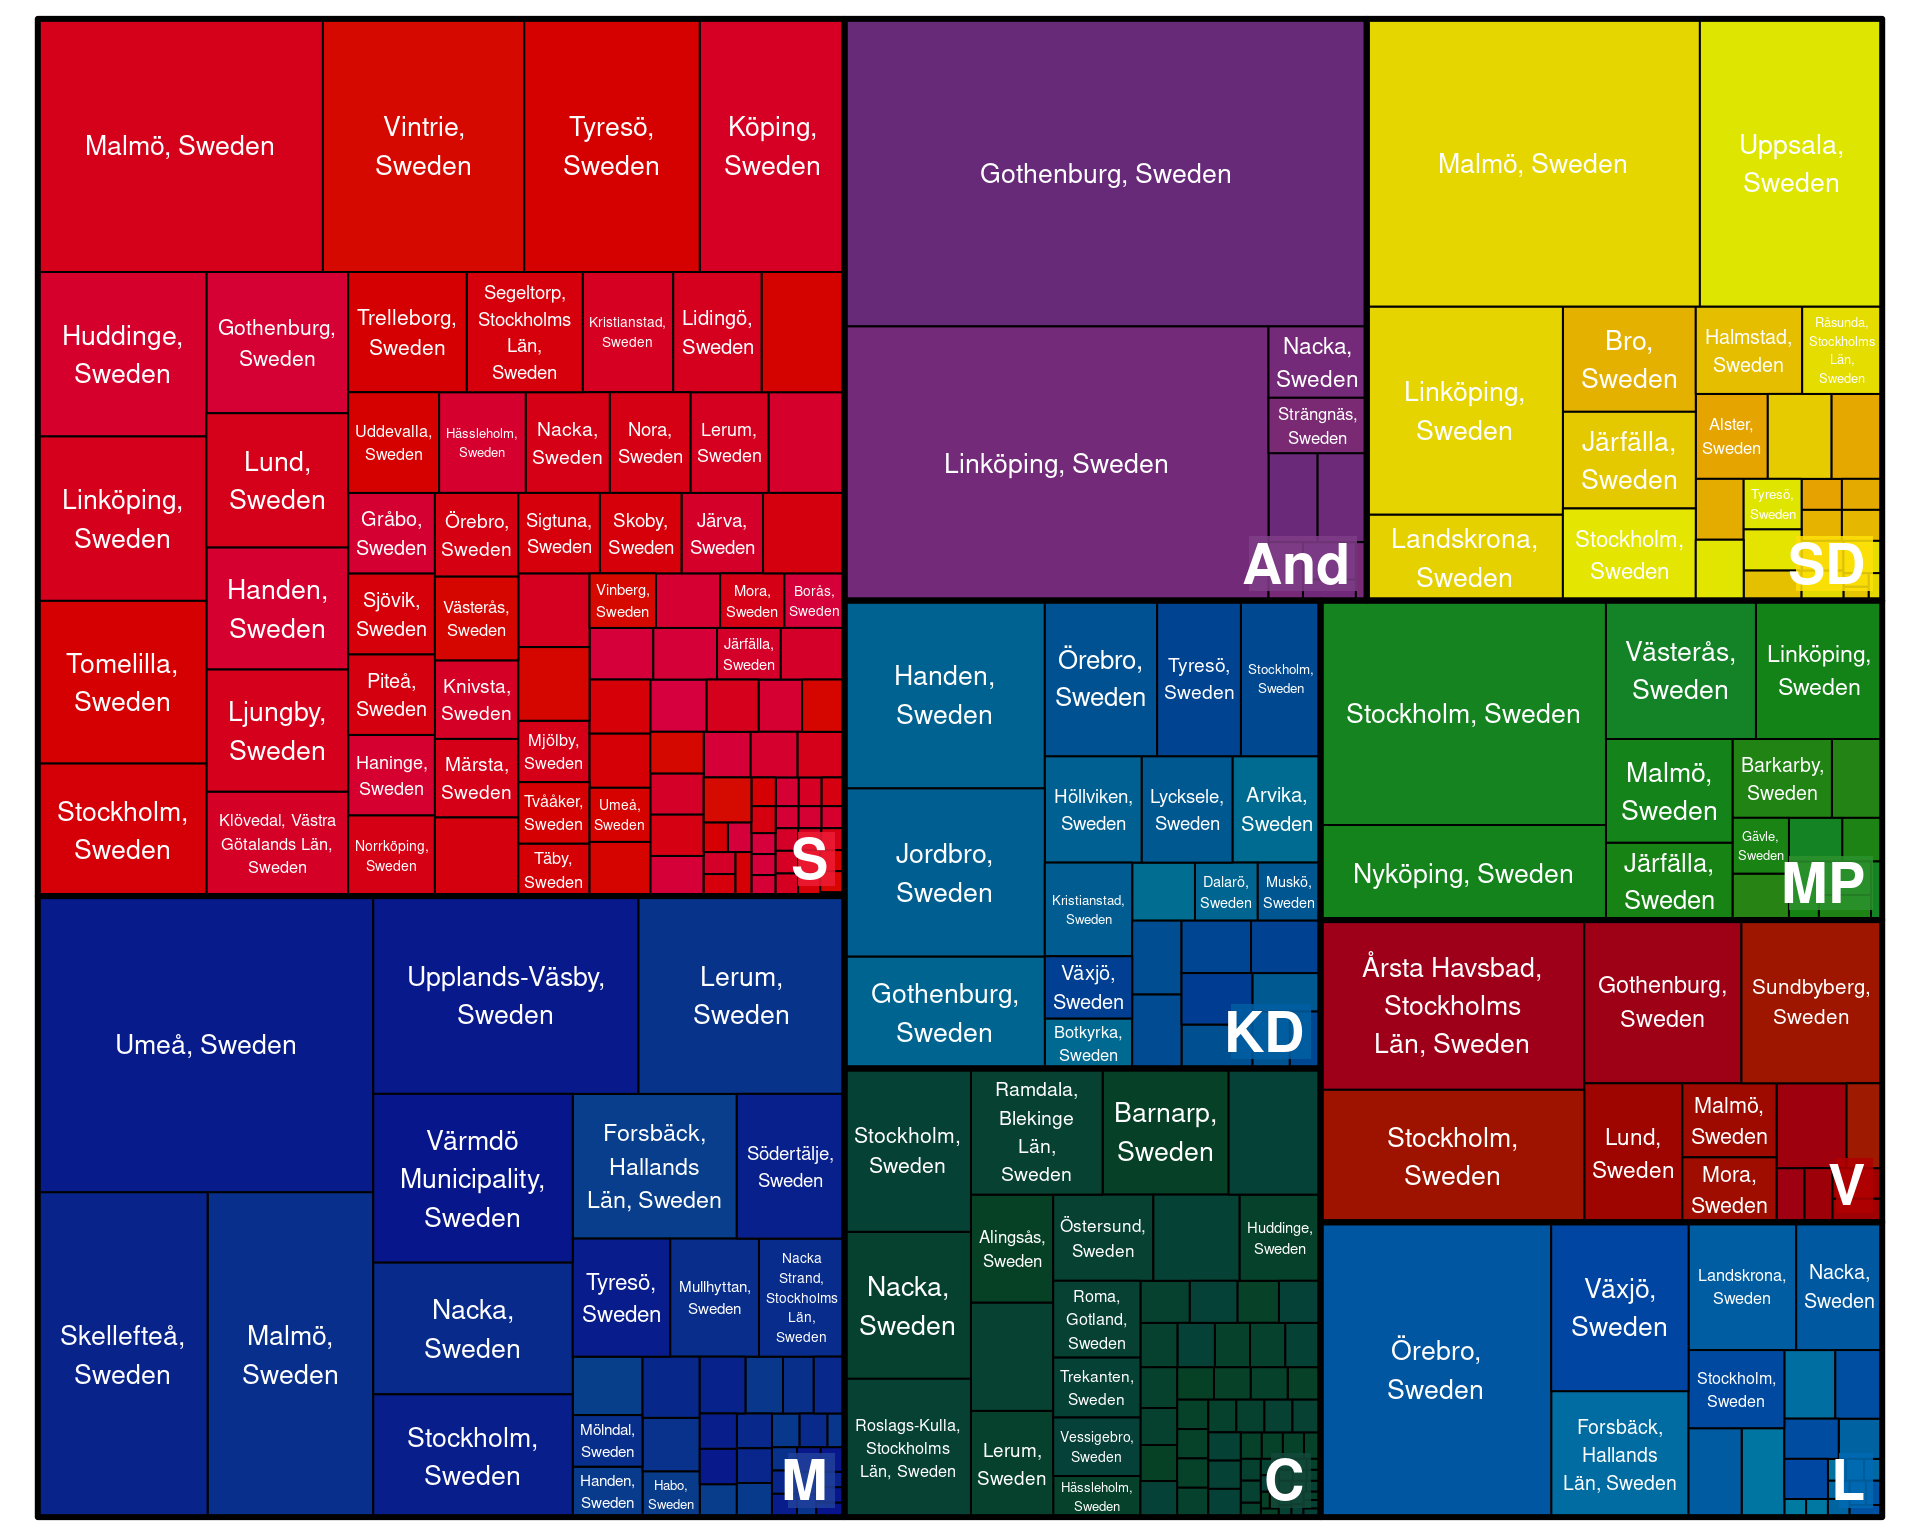 Malmö, Sweden
Vintrie,
Sweden
Tyresö,
Sweden
Köping,
Sweden
Huddinge,
Sweden
Gothenburg,
Sweden
Trelleborg,
Sweden
Segeltorp,
Stockholms
Län,
Sweden
Kristianstad,
Sweden
Lidingö,
Sweden
Uddevalla,
Sweden
Hässleholm,
Sweden
Nacka,
Sweden
Nora,
Sweden
Lerum,
Sweden
Linköping,
Sweden
Lund,
Sweden
Gråbo,
Sweden
Örebro,
Sweden
Sigtuna,
Sweden
Skoby,
Sweden
Järva,
Sweden
Handen,
Sweden
Sjövik,
Sweden
Västerås,
Sweden
Vinberg,
Sweden
Mora,
Sweden
Borås,
Sweden
Järfälla,
Sweden
Tomelilla,
Sweden
Ljungby,
Sweden
Piteå,
Sweden
Knivsta,
Sweden
Haninge,
Sweden
Märsta,
Sweden
Mjölby,
Sweden
Stockholm,
Sweden
Klövedal, Västra
Götalands Län,
Sweden
Norrköping,
Sweden
Tvååker,
Sweden
Umeå,
Sweden
Täby,
Sweden
S
Umeå, Sweden
Upplands-Väsby,
Sweden
Lerum,
Sweden
Värmdö
Municipality,
Sweden
Forsbäck,
Hallands
Län, Sweden
Södertälje,
Sweden
Skellefteå,
Sweden
Malmö,
Sweden
Nacka,
Sweden
Tyresö,
Sweden
Mullhyttan,
Sweden
Nacka
Strand,
Stockholms
Län,
Sweden
Stockholm,
Sweden
Mölndal,
Sweden
Handen,
Sweden
Habo,
Sweden
M
Gothenburg, Sweden
Linköping, Sweden
Nacka,
Sweden
Strängnäs,
Sweden
And
Malmö, Sweden
Uppsala,
Sweden
Linköping,
Sweden
Bro,
Sweden
Halmstad,
Sweden
Råsunda,
Stockholms
Län,
Sweden
Järfälla,
Sweden
Alster,
Sweden
Landskrona,
Sweden
Stockholm,
Sweden
Tyresö,
Sweden
SD
Handen,
Sweden
Örebro,
Sweden
Tyresö,
Sweden
Stockholm,
Sweden
Jordbro,
Sweden
Höllviken,
Sweden
Lycksele,
Sweden
Arvika,
Sweden
Kristianstad,
Sweden
Dalarö,
Sweden
Muskö,
Sweden
Gothenburg,
Sweden
Växjö,
Sweden
Botkyrka,
Sweden
KD
Stockholm, Sweden
Västerås,
Sweden
Linköping,
Sweden
Malmö,
Sweden
Barkarby,
Sweden
Nyköping, Sweden
Järfälla,
Sweden
Gävle,
Sweden
MP
Årsta Havsbad,
Stockholms
Län, Sweden
Gothenburg,
Sweden
Sundbyberg,
Sweden
Stockholm,
Sweden
Lund,
Sweden
Malmö,
Sweden
Mora,
Sweden
V
Stockholm,
Sweden
Ramdala,
Blekinge
Län,
Sweden
Barnarp,
Sweden
Nacka,
Sweden
Alingsås,
Sweden
Östersund,
Sweden
Huddinge,
Sweden
Roma,
Gotland,
Sweden
Trekanten,
Sweden
Roslags-Kulla,
Stockholms
Län, Sweden
Lerum,
Sweden
Vessigebro,
Sweden
Hässleholm,
Sweden
C
Örebro,
Sweden
Växjö,
Sweden
Landskrona,
Sweden
Nacka,
Sweden
Forsbäck,
Hallands
Län, Sweden
Stockholm,
Sweden
L